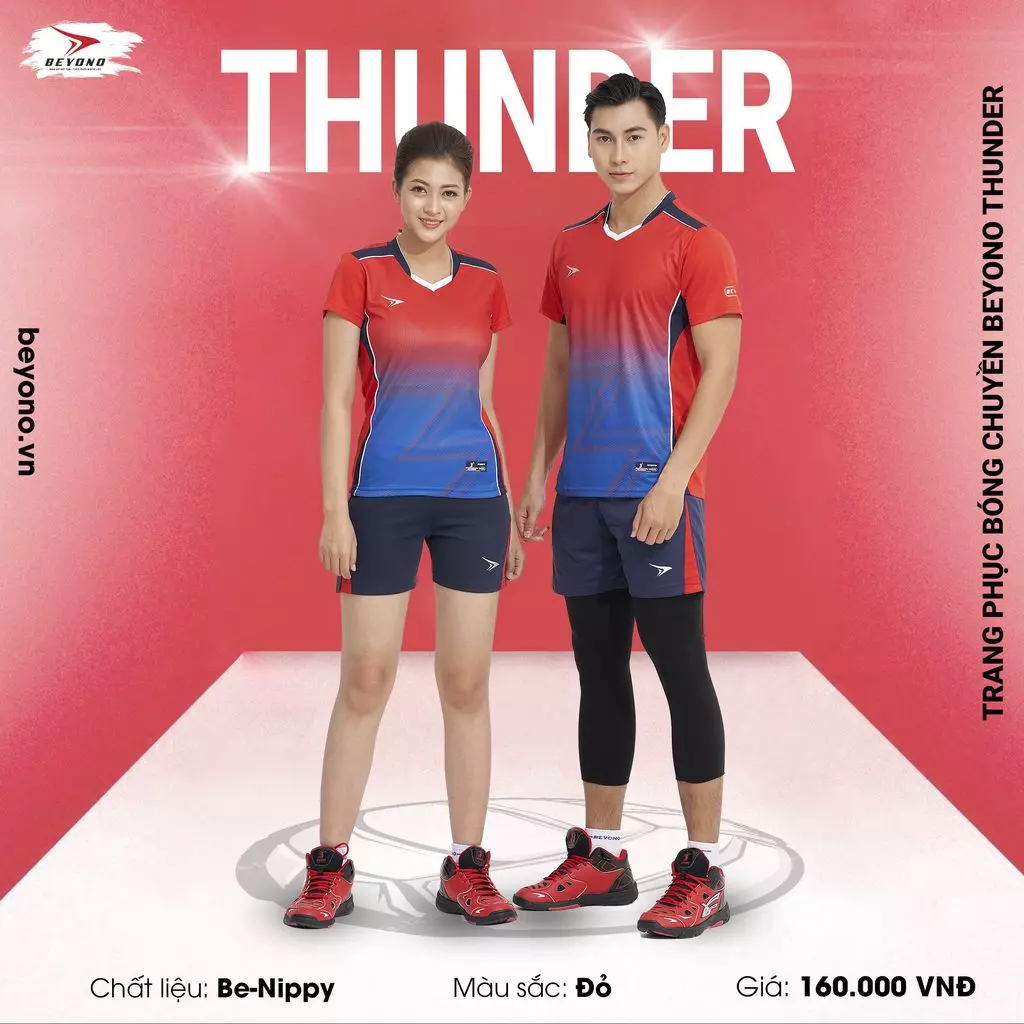 BEYONO
THUNDER
TRANG PHỤC BÓNG CHUYỀN BEYONO THUNDER
beyono.vn
BEYONO
Chất liệu: Be-Nippy
Màu sắc: Đỏ
Giá: 160.000 VNĐ